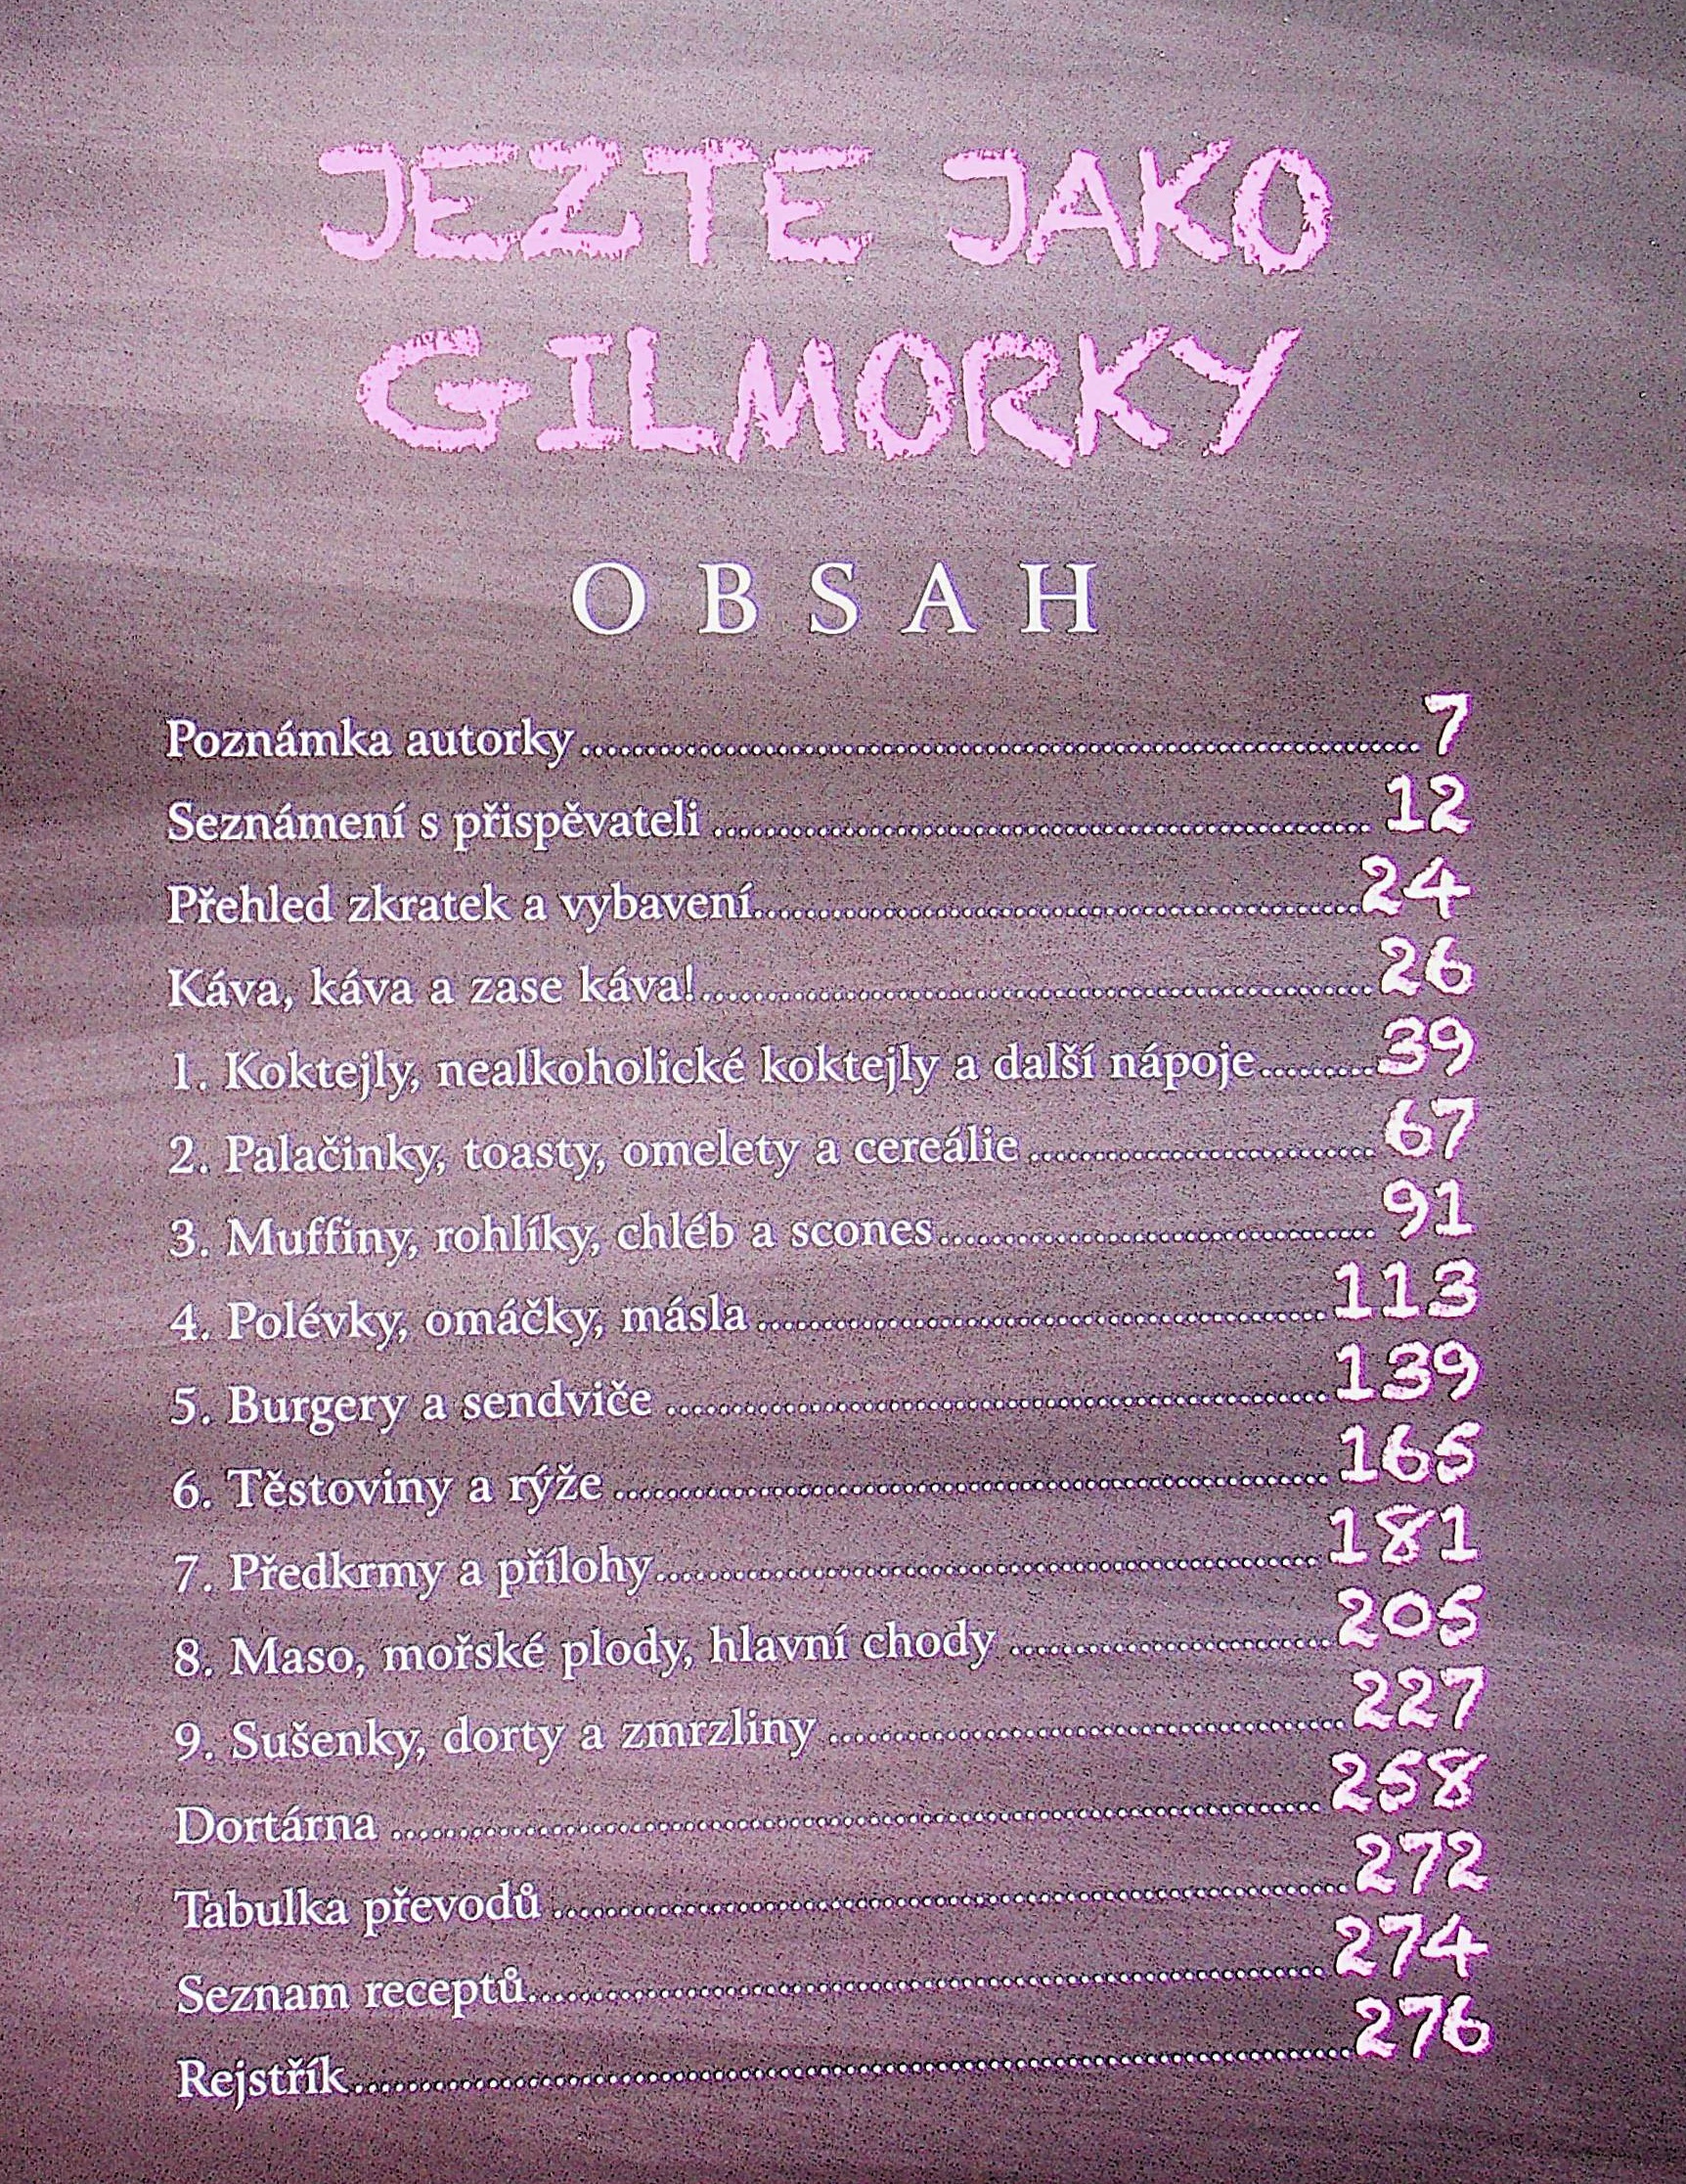 JEZTE JAKO
GILMORKY
OBSAH
Poznámka autorky 7
Seznámení s přispěvateli 12
Přehled zkratek a vybavení 24
Káva, káva a zase káva! 26
1. Koktejly, nealkoholické koktejly a další nápoje 39
2. Palačinky, toasty, omelety a cereálie 67
3. Muffiny, rohlíky, chléb a scones 91
4. Polévky, omáčky, másla 113
5. Burgery a sendviče 139
6. Těstoviny a rýže 165
7. Předkrmy a přílohy 181
8. Maso, mořské plody, hlavní chody 205
9. Sušenky, dorty a zmrzliny 227
Dortárna 258
Tabulka převodů 272
Seznam receptů 274
Rejstřík 276